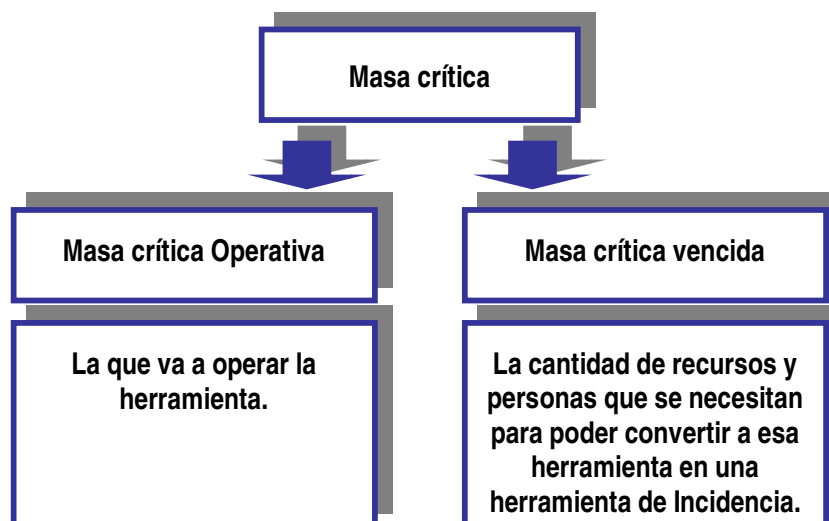 Masa crítica
Masa crítica Operativa
Masa crítica vencida
La que va a operar la
herramienta.
La cantidad de recursos y
personas que se necesitan
para poder convertir a esa
herramienta en una
herramienta de Incidencia.